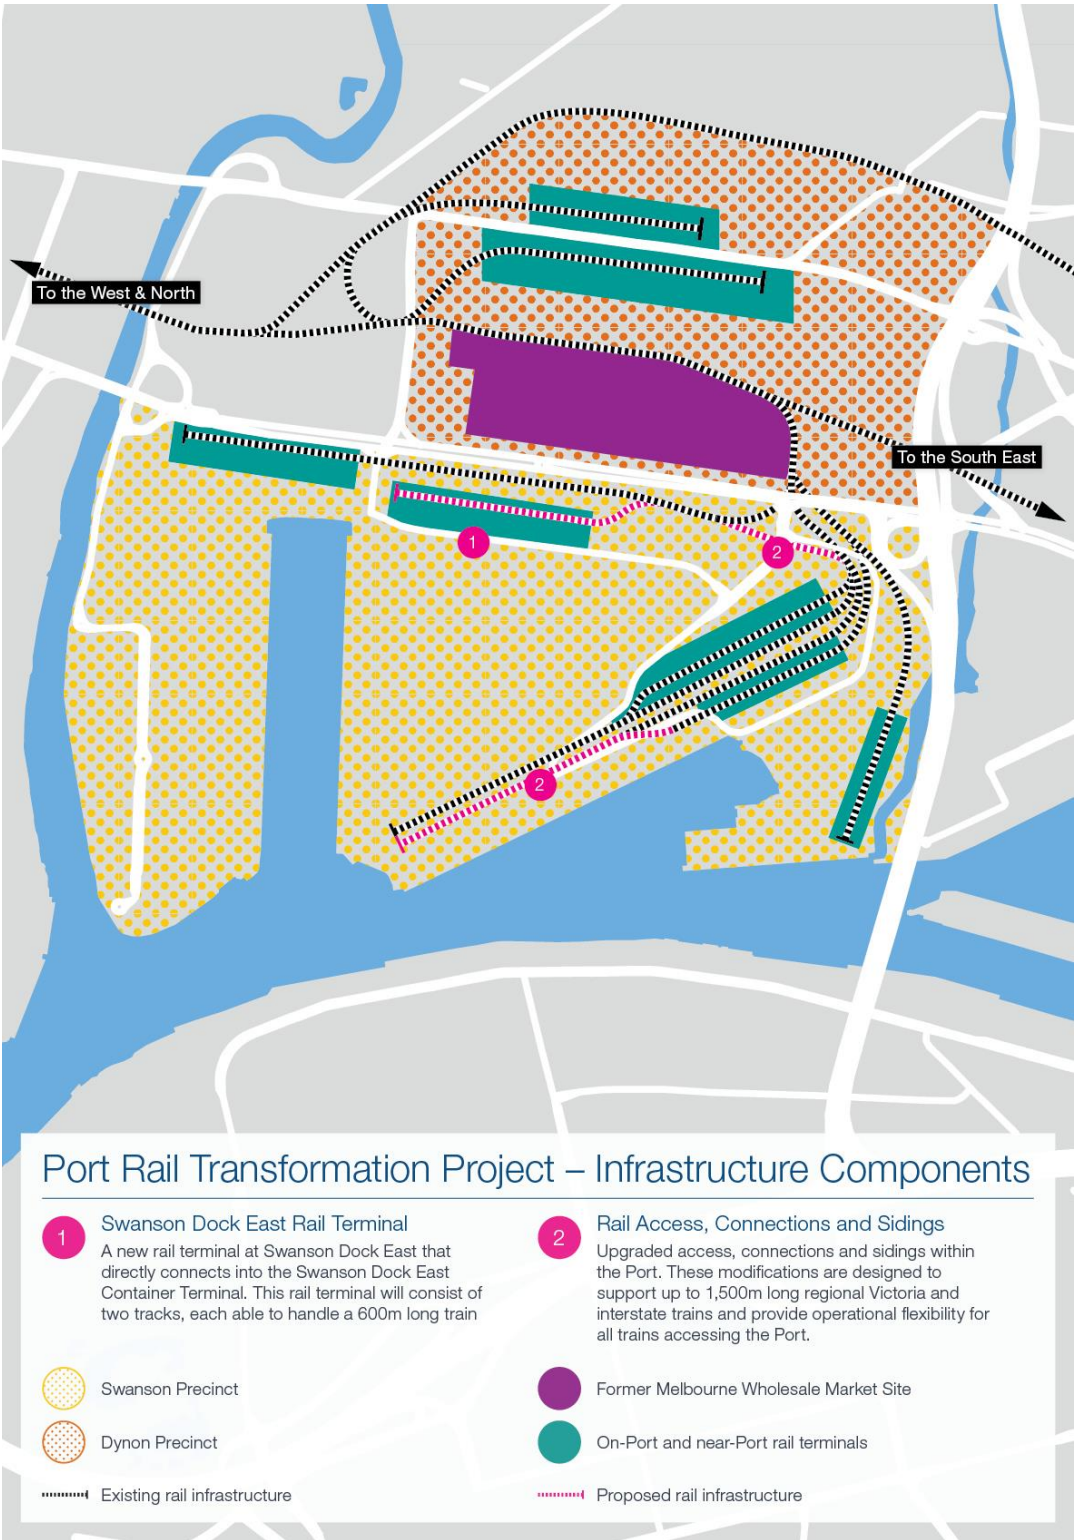 To the West & North
To the South East
1
2
2
Port Rail Transformation Project – Infrastructure Components
1
Swanson Dock East Rail Terminal
A new rail terminal at Swanson Dock East that
directly connects into the Swanson Dock East
Container Terminal. This rail terminal will consist of
two tracks, each able to handle a 600m long train
2
Rail Access, Connections and Sidings
Upgraded access, connections and sidings within
the Port. These modifications are designed to
support up to 1,500m long regional Victoria and
interstate trains and provide operational flexibility for
all trains accessing the Port.
Swanson Precinct
Former Melbourne Wholesale Market Site
Dynon Precinct
On-Port and near-Port rail terminals
Existing rail infrastructure
Proposed rail infrastructure